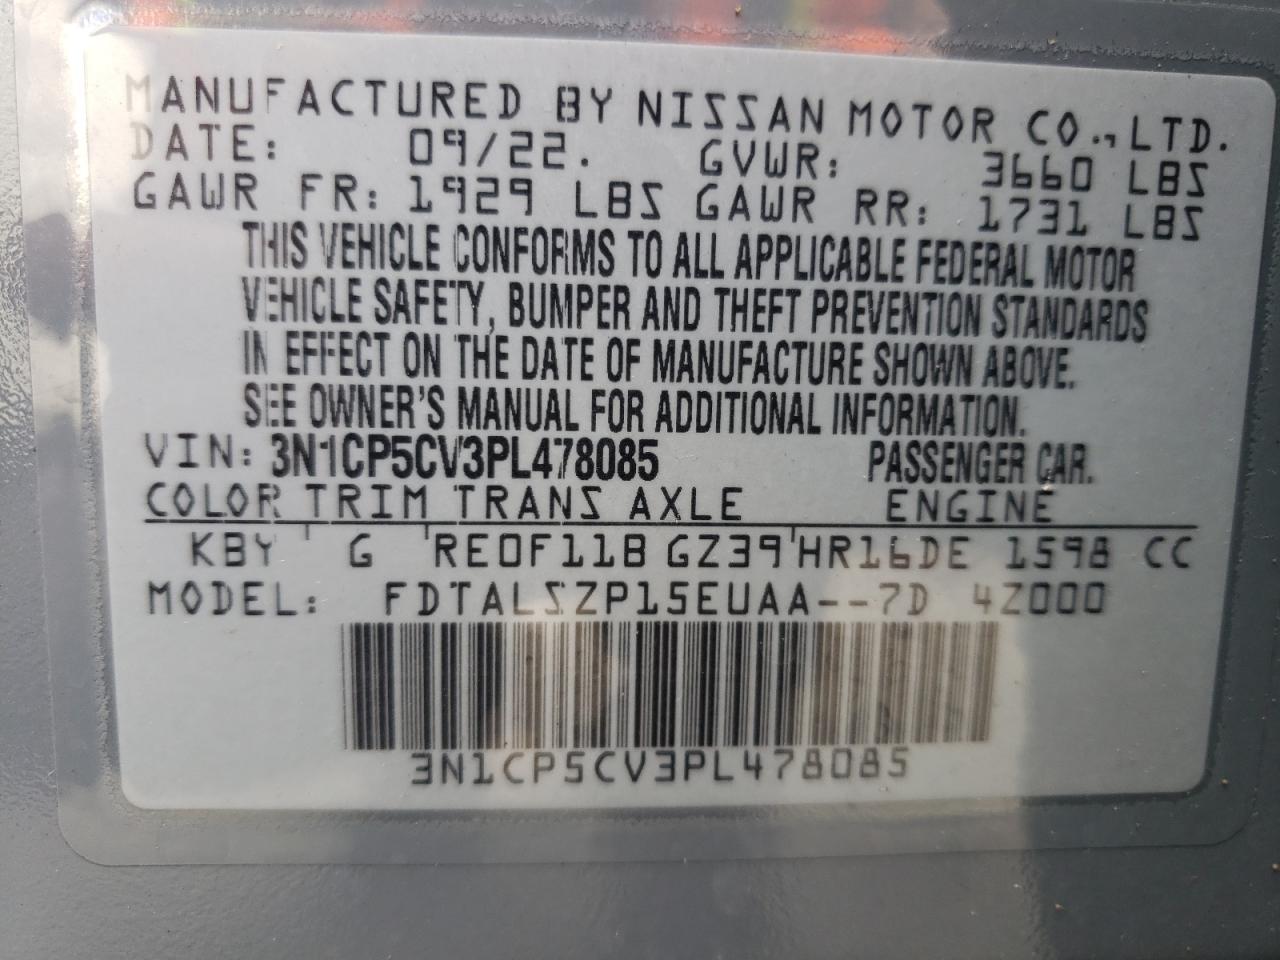 MANUFACTURED BY NISSAN MOTOR CO., LTD.
DATE: 09/22. GVWR: 3660 LBS
GAWR FR: 1929 LBS GAWR RR: 1731 LBS
THIS VEHICLE CONFORMS TO ALL APPLICABLE FEDERAL MOTOR
VEHICLE SAFETY, BUMPER AND THEFT PREVENTION STANDARDS
IN EFFECT ON THE DATE OF MANUFACTURE SHOWN ABOVE.
SEE OWNER'S MANUAL FOR ADDITIONAL INFORMATION.
VIN: 3N1CP5CV3PL478085 PASSENGER CAR.
COLOR TRIM TRANS AXLE ENGINE
KBY G RE0F11B GZ39 HR16DE 1598 CC
MODEL: FDTALSZP15EUAA--7D 4Z000
3N1CP5CV3PL478085